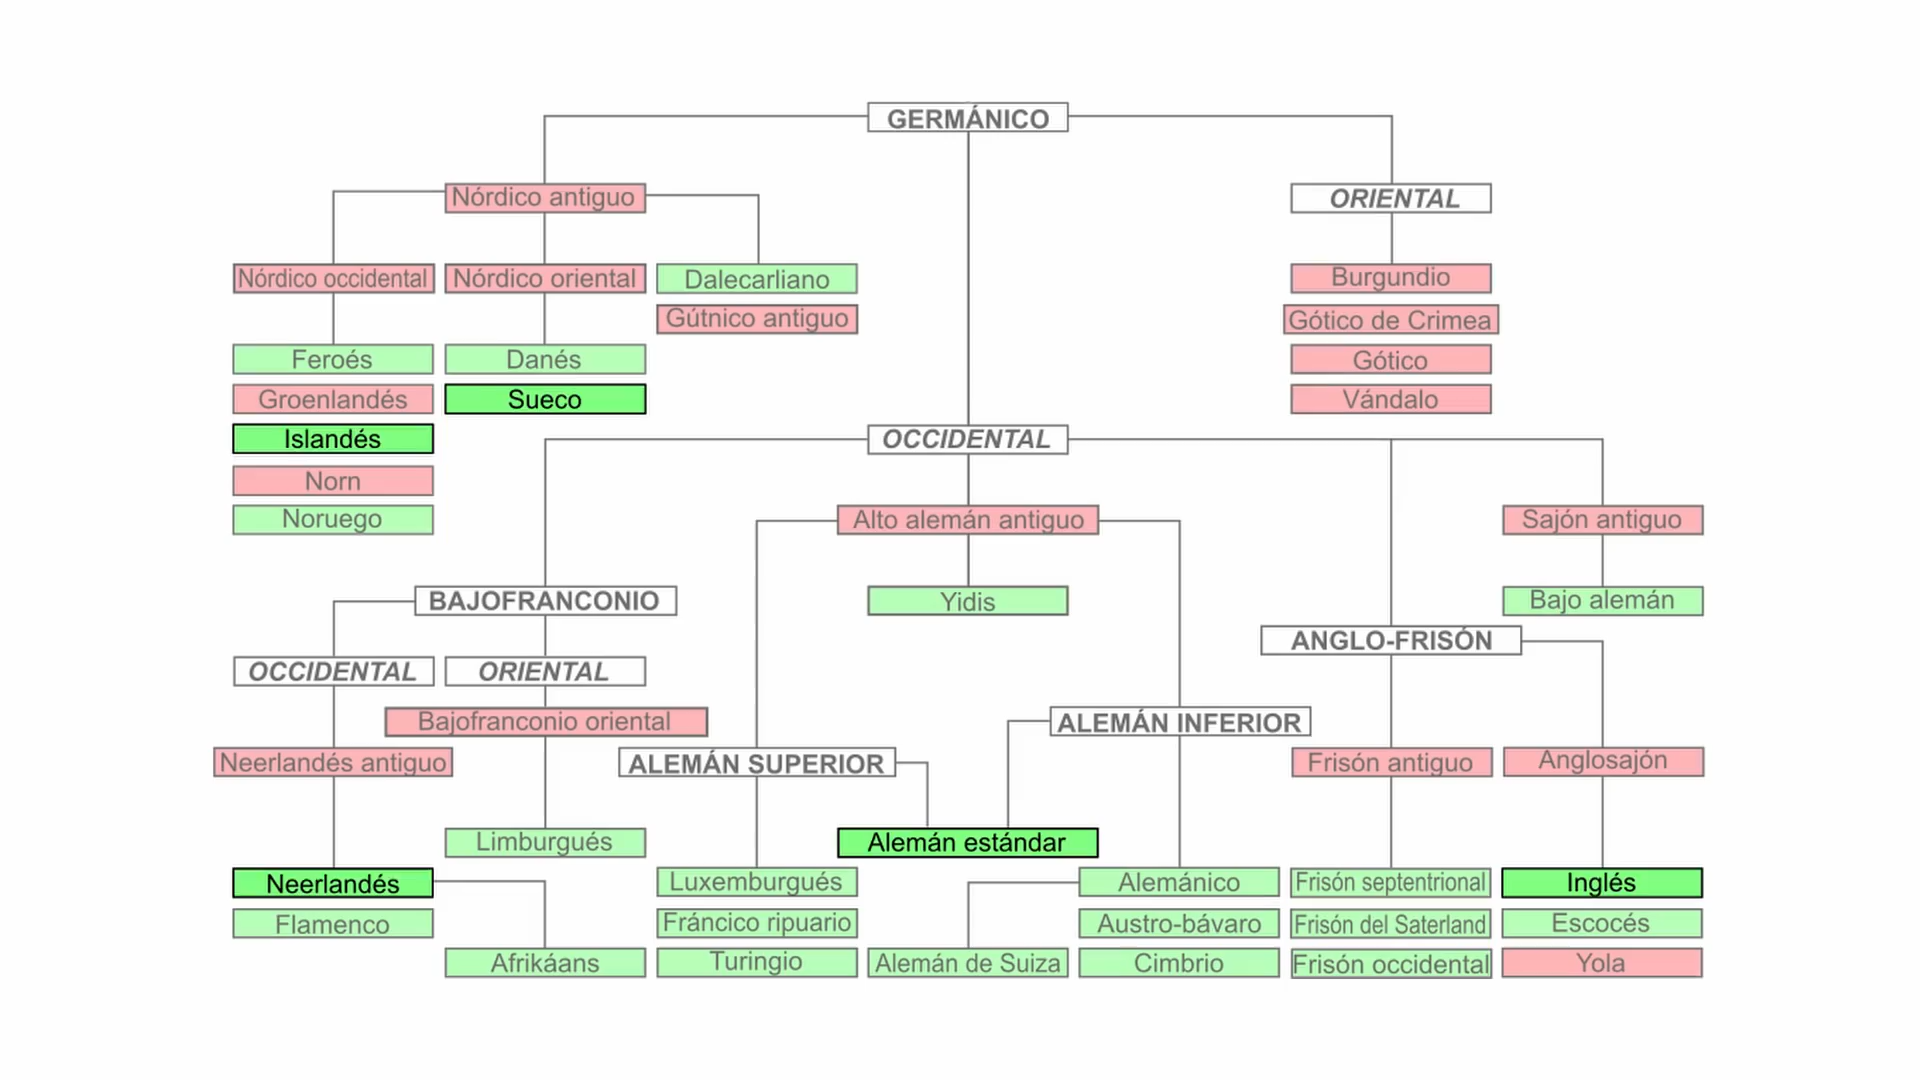 GERMÁNICO
Nórdico antiguo
ORIENTAL
Nórdico occidental
Nórdico oriental
Dalecarliano
Burgundio
Gútnico antiguo
Gótico de Crimea
Feroés
Danés
Gótico
Groenlandés
Sueco
Vándalo
Islandés
OCCIDENTAL
Norn
Noruego
Alto alemán antiguo
Sajón antiguo
BAJOFRANCONIO
Yidis
Bajo alemán
ANGLO-FRISÓN
OCCIDENTAL
ORIENTAL
Bajofranconio oriental
ALEMÁN INFERIOR
Neerlandés antiguo
ALEMÁN SUPERIOR
Frisón antiguo
Anglosajón
Limburgués
Alemán estándar
Neerlandés
Luxemburgués
Alemánico
Frisón septentrional
Inglés
Flamenco
Fráncico ripuario
Austro-bávaro
Frisón del Saterland
Escocés
Afrikáans
Turingio
Alemán de Suiza
Cimbrio
Frisón occidental
Yola